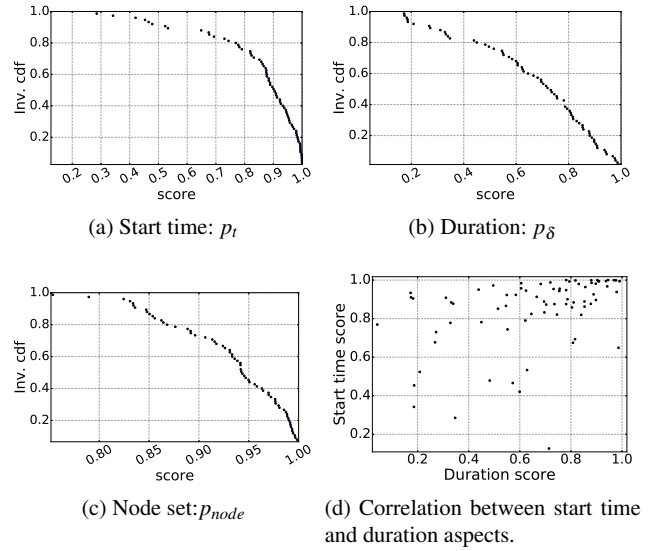 1.0
0.8
0.6
0.4
0.2
Inv. cdf
0.2 0.3 0.4 0.5 0.6 0.7 0.8 0.9 1.0
score
(a) Start time: pt
1.0
0.8
0.6
0.4
0.2
Inv. cdf
0.2 0.4 0.6 0.8 1.0
score
(b) Duration: pδ
1.0
0.8
0.6
0.4
0.2
Inv. cdf
0.80 0.85 0.90 0.95 1.00
score
(c) Node set:pnode
1.0
0.8
0.6
0.4
0.2
Start time score
0.2 0.4 0.6 0.8 1.0
Duration score
(d) Correlation between start time
and duration aspects.